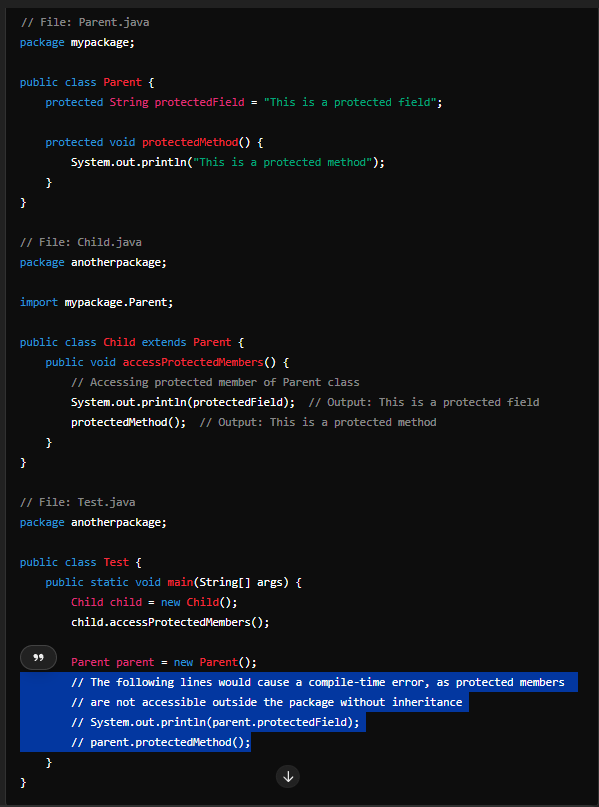 // File: Parent.java
package mypackage;
public class Parent {
protected String protectedField = "This is a protected field";
protected void protectedMethod() {
System.out.println("This is a protected method");
}
}
// File: Child.java
package anotherpackage;
import mypackage.Parent;
public class Child extends Parent {
public void accessProtectedMembers() {
// Accessing protected member of Parent class
System.out.println(protectedField);  // Output: This is a protected field
protectedMethod();  // Output: This is a protected method
}
}
// File: Test.java
package anotherpackage;
public class Test {
public static void main(String[] args) {
Child child = new Child();
child.accessProtectedMembers();
Parent parent = new Parent();
// The following lines would cause a compile-time error, as protected members
// are not accessible outside the package without inheritance
// System.out.println(parent.protectedField);
// parent.protectedMethod();
}
}